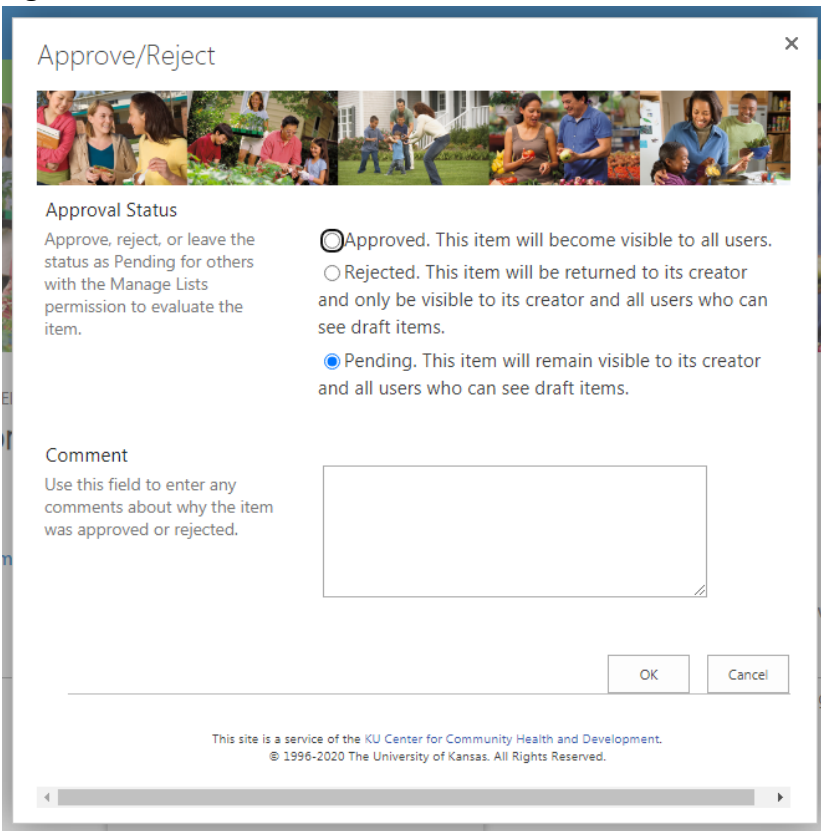 Approve/Reject
Approval Status
Approve, reject, or leave the
status as Pending for others
with the Manage Lists
permission to evaluate the
item.
Approved. This item will become visible to all users.
Rejected. This item will be returned to its creator
and only be visible to its creator and all users who can
see draft items.
Pending. This item will remain visible to its creator
and all users who can see draft items.
Comment
Use this field to enter any
comments about why the item
was approved or rejected.
OK
Cancel
This site is a service of the KU Center for Community Health and Development.
© 1996-2020 The University of Kansas. All Rights Reserved.